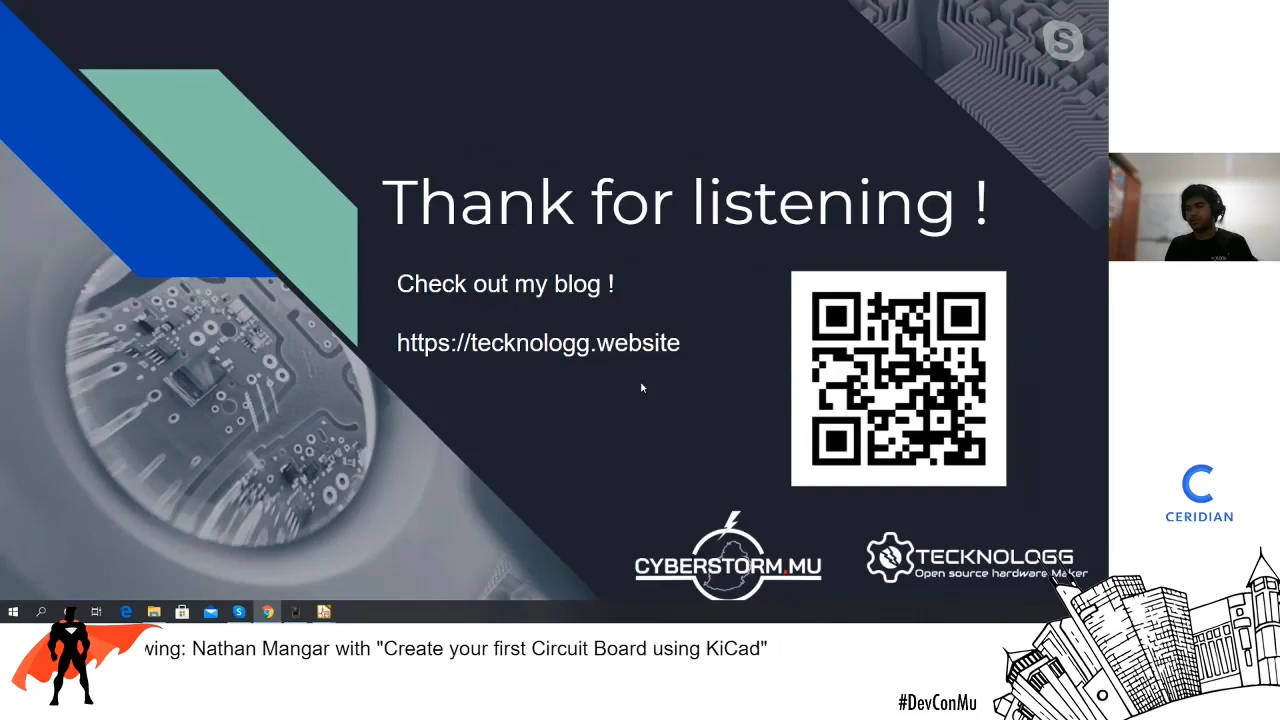 S
Thank for listening !
Check out my blog !
https://tecknologg.website
CYBERSTORM.MU
TECKNOLOGG
Open source hardware Maker
C
CERIDIAN
wing: Nathan Mangar with "Create your first Circuit Board using KiCad"
#DevConMu